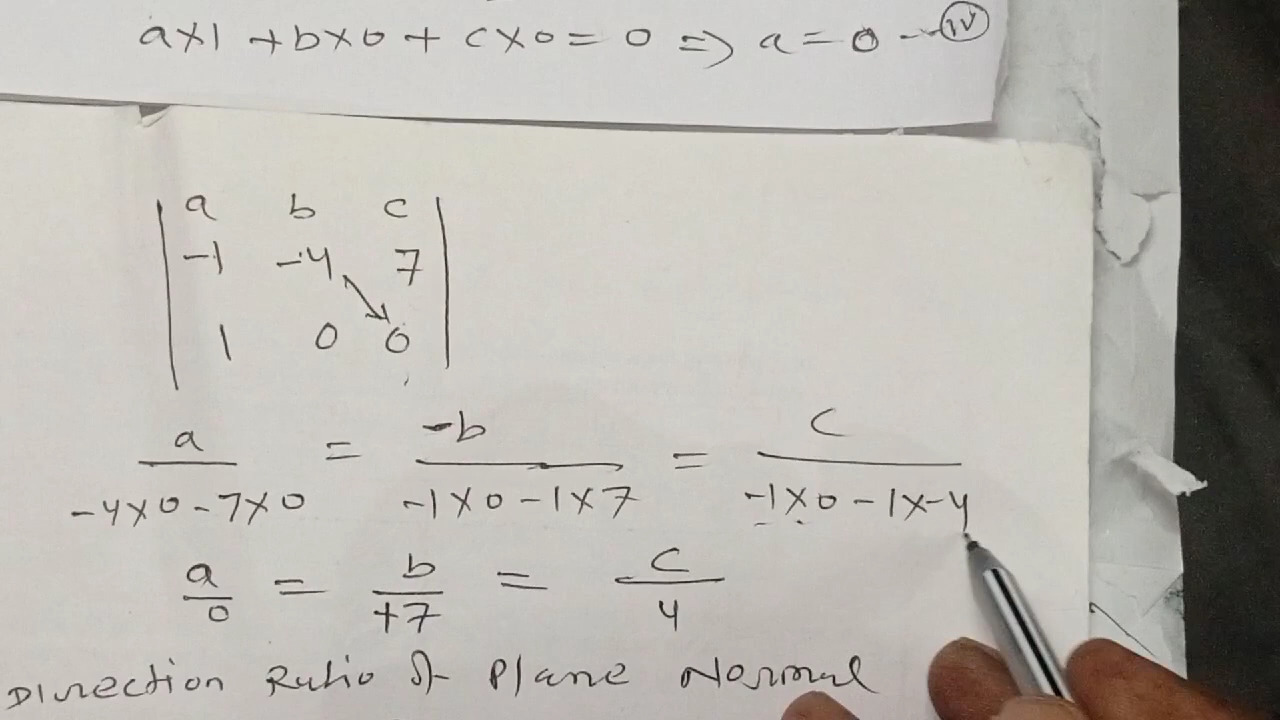 a×1 + b×0 + c×0 = 0 ⇒ a = 0 --- (iv)
a b c
-1 -4 7
1 0 0
a/(-4×0-7×0) = -b/(-1×0-1×7) = c/(-1×0-1×-4)
a/0 = b/+7 = c/4
Direction Ratio Of Plane Normal